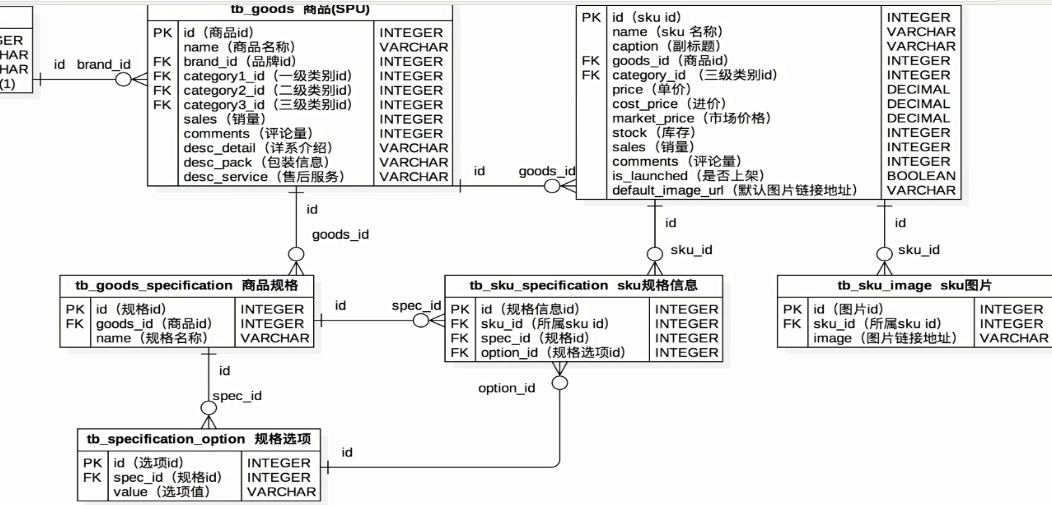 GER
HAR
HAR
(1)
id brand_id
tb_goods 商品(SPU)
PK id（商品id） INTEGER
name（商品名称） VARCHAR
FK brand_id（品牌id） INTEGER
FK category1_id（一级类别id） INTEGER
FK category2_id（二级类别id） INTEGER
FK category3_id（三级类别id） INTEGER
sales（销量） INTEGER
comments（评论量） INTEGER
desc_detail（详系介绍） VARCHAR
desc_pack（包装信息） VARCHAR
desc_service（售后服务） VARCHAR
id goods_id
PK id（sku id） INTEGER
name（sku 名称） VARCHAR
caption（副标题） VARCHAR
FK goods_id（商品id） INTEGER
FK category_id （三级类别id） INTEGER
price（单价） DECIMAL
cost_price（进价） DECIMAL
market_price（市场价格） DECIMAL
stock（库存） INTEGER
sales（销量） INTEGER
comments（评论量） INTEGER
is_launched（是否上架） BOOLEAN
default_image_url（默认图片链接地址） VARCHAR
id
goods_id
id
sku_id
id
sku_id
tb_goods_specification 商品规格
PK id（规格id） INTEGER
FK goods_id（商品id） INTEGER
name（规格名称） VARCHAR
id spec_id
tb_sku_specification sku规格信息
PK id（规格信息id） INTEGER
FK sku_id（所属sku id） INTEGER
FK spec_id（规格id） INTEGER
FK option_id（规格选项id） INTEGER
tb_sku_image sku图片
PK id（图片id） INTEGER
FK sku_id（所属sku id） INTEGER
image（图片链接地址） VARCHAR
id
spec_id
option_id
tb_specification_option 规格选项
PK id（选项id） INTEGER
FK spec_id（规格id） INTEGER
value（选项值） VARCHAR
id